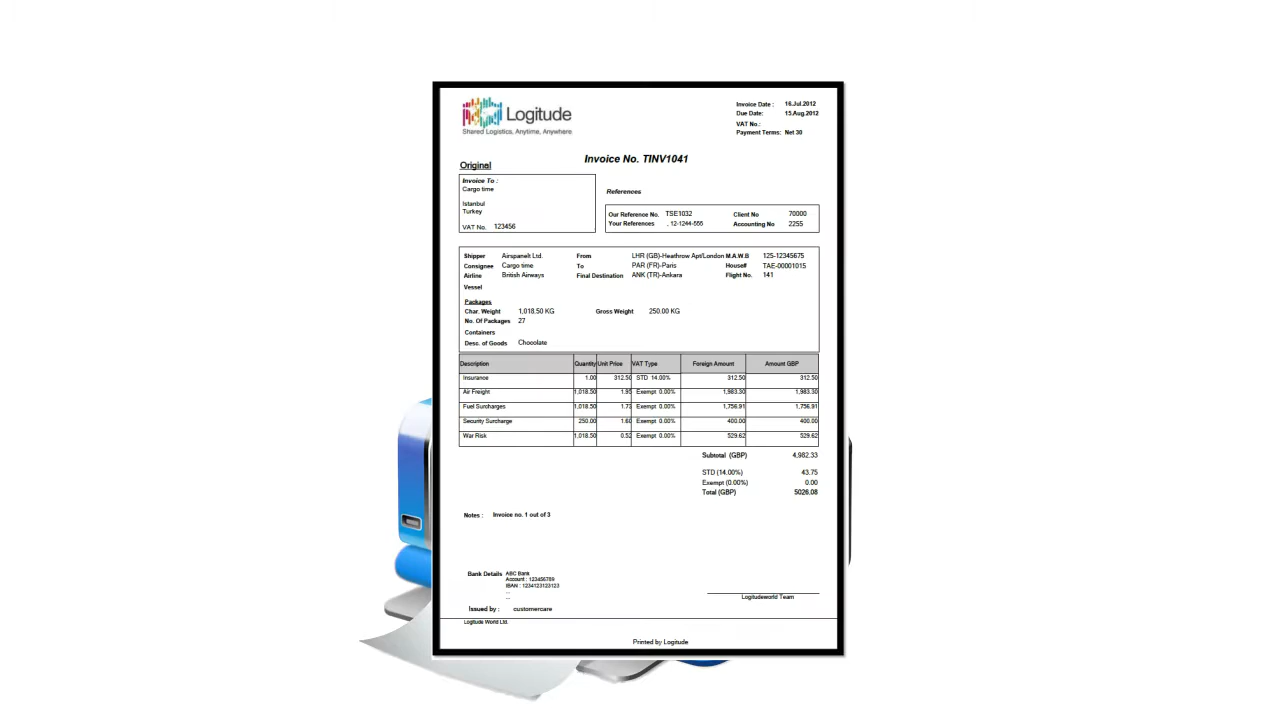 Logitude
Shared Logistics, Anytime, Anywhere
Invoice Date : 16.Jul.2012
Due Date: 15.Aug.2012
VAT No.:
Payment Terms: Net 30
Invoice No. TINV1041
Original
Invoice To :
Cargo time
Istanbul
Turkey
VAT No. 123456
References
Our Reference No. TSE1032 Client No 70000
Your References , 12-1244-555 Accounting No 2255
Shipper Airspanelt Ltd. From LHR (GB)-Heathrow Apt/London M.A.W.B 125-12345675
Consignee Cargo time To PAR (FR)-Paris House# TAE-00001015
Airline British Airways Final Destination ANK (TR)-Ankara Flight No. 141
Vessel
Packages
Char. Weight 1,018.50 KG Gross Weight 250.00 KG
No. Of Packages 27
Containers
Desc. of Goods Chocolate
Description Quantity Unit Price VAT Type Foreign Amount Amount GBP
Insurance 1.00 312.50 STD 14.00% 312.50 312.50
Air Freight 1,018.50 1.95 Exempt 0.00% 1,983.30 1,983.30
Fuel Surcharges 1,018.50 1.73 Exempt 0.00% 1,756.91 1,756.91
Security Surcharge 250.00 1.60 Exempt 0.00% 400.00 400.00
War Risk 1,018.50 0.52 Exempt 0.00% 529.62 529.62
Subtotal (GBP) 4,982.33
STD (14.00%) 43.75
Exempt (0.00%) 0.00
Total (GBP) 5026.08
Notes : Invoice no. 1 out of 3
Bank Details ABC Bank
Account : 123456789
IBAN : 1234123123123
...
...
Logitudeworld Team
Issued by : customercare
Logitude World Ltd.
Printed by Logitude